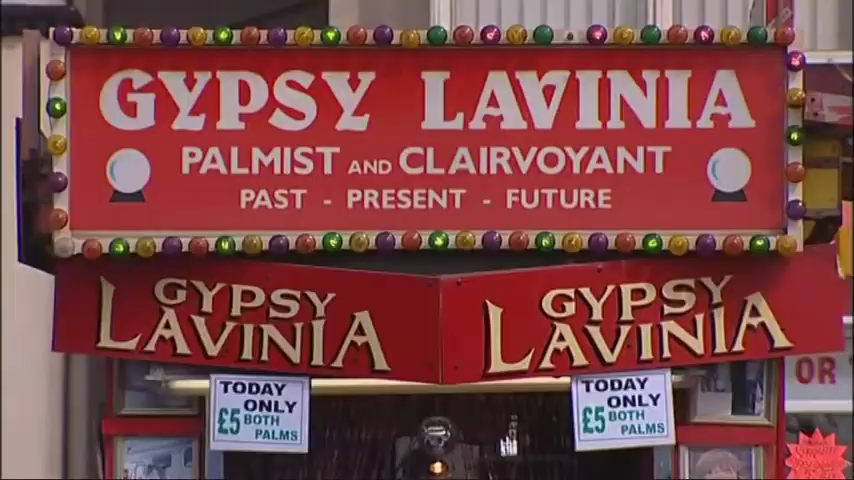 GYPSY LAVINIA
PALMIST AND CLAIRVOYANT
PAST - PRESENT - FUTURE
GYPSY
LAVINIA
GYPSY
LAVINIA
TODAY
ONLY
£5 BOTH
PALMS
TODAY
ONLY
£5 BOTH
PALMS
OR